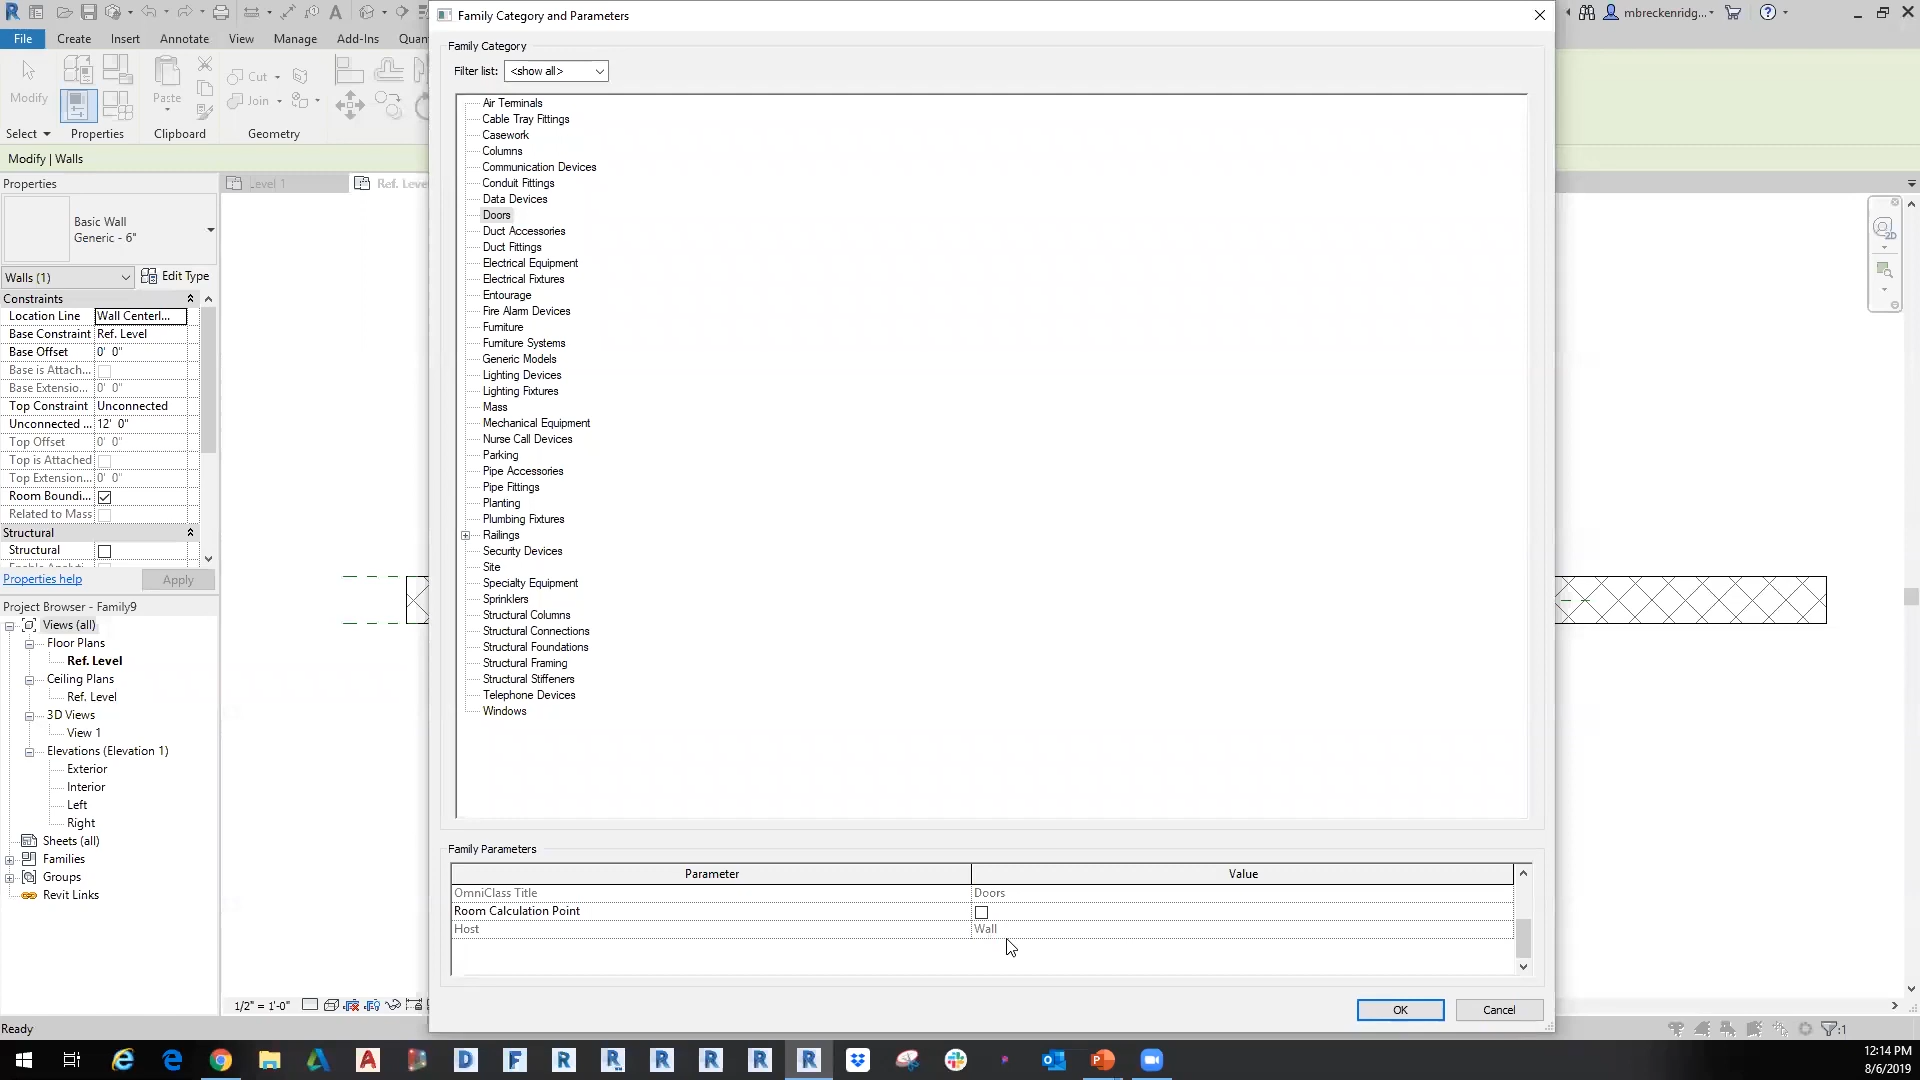 Family Category and Parameters
mbreckenridg...
File
Create
Insert
Annotate
View
Manage
Add-Ins
Quan
Modify
Paste
Cut
Join
Select
Properties
Clipboard
Geometry
Modify | Walls
Properties
Basic Wall
Generic - 6"
Walls (1)
Edit Type
Constraints
Location Line Wall Centerl...
Base Constraint Ref. Level
Base Offset 0' 0"
Base is Attach...
Base Extensio... 0' 0"
Top Constraint Unconnected
Unconnected ... 12' 0"
Top Offset 0' 0"
Top is Attached
Top Extension... 0' 0"
Room Boundi...
Related to Mass
Structural
Structural
Properties help
Apply
Project Browser - Family9
Views (all)
Floor Plans
Ref. Level
Ceiling Plans
Ref. Level
3D Views
View 1
Elevations (Elevation 1)
Exterior
Interior
Left
Right
Sheets (all)
Families
Groups
Revit Links
Level 1
Ref. Leve
Family Category
Filter list: <show all>
Air Terminals
Cable Tray Fittings
Casework
Columns
Communication Devices
Conduit Fittings
Data Devices
Doors
Duct Accessories
Duct Fittings
Electrical Equipment
Electrical Fixtures
Entourage
Fire Alarm Devices
Furniture
Furniture Systems
Generic Models
Lighting Devices
Lighting Fixtures
Mass
Mechanical Equipment
Nurse Call Devices
Parking
Pipe Accessories
Pipe Fittings
Planting
Plumbing Fixtures
Railings
Security Devices
Site
Specialty Equipment
Sprinklers
Structural Columns
Structural Connections
Structural Foundations
Structural Framing
Structural Stiffeners
Telephone Devices
Windows
Family Parameters
Parameter Value
OmniClass Title Doors
Room Calculation Point
Host Wall
OK
Cancel
2D
1/2" = 1'-0"
Ready
:1
12:14 PM
8/6/2019